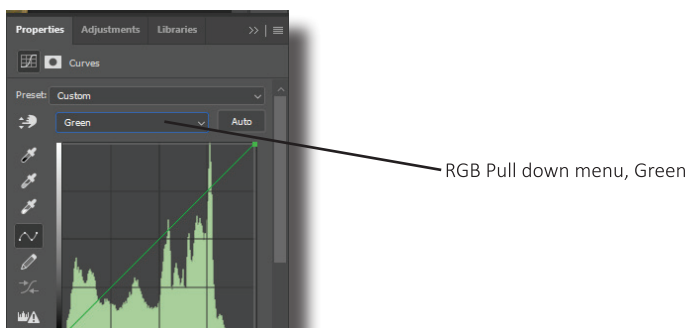 Properties Adjustments Libraries
Curves
Preset: Custom
Green Auto
RGB Pull down menu, Green